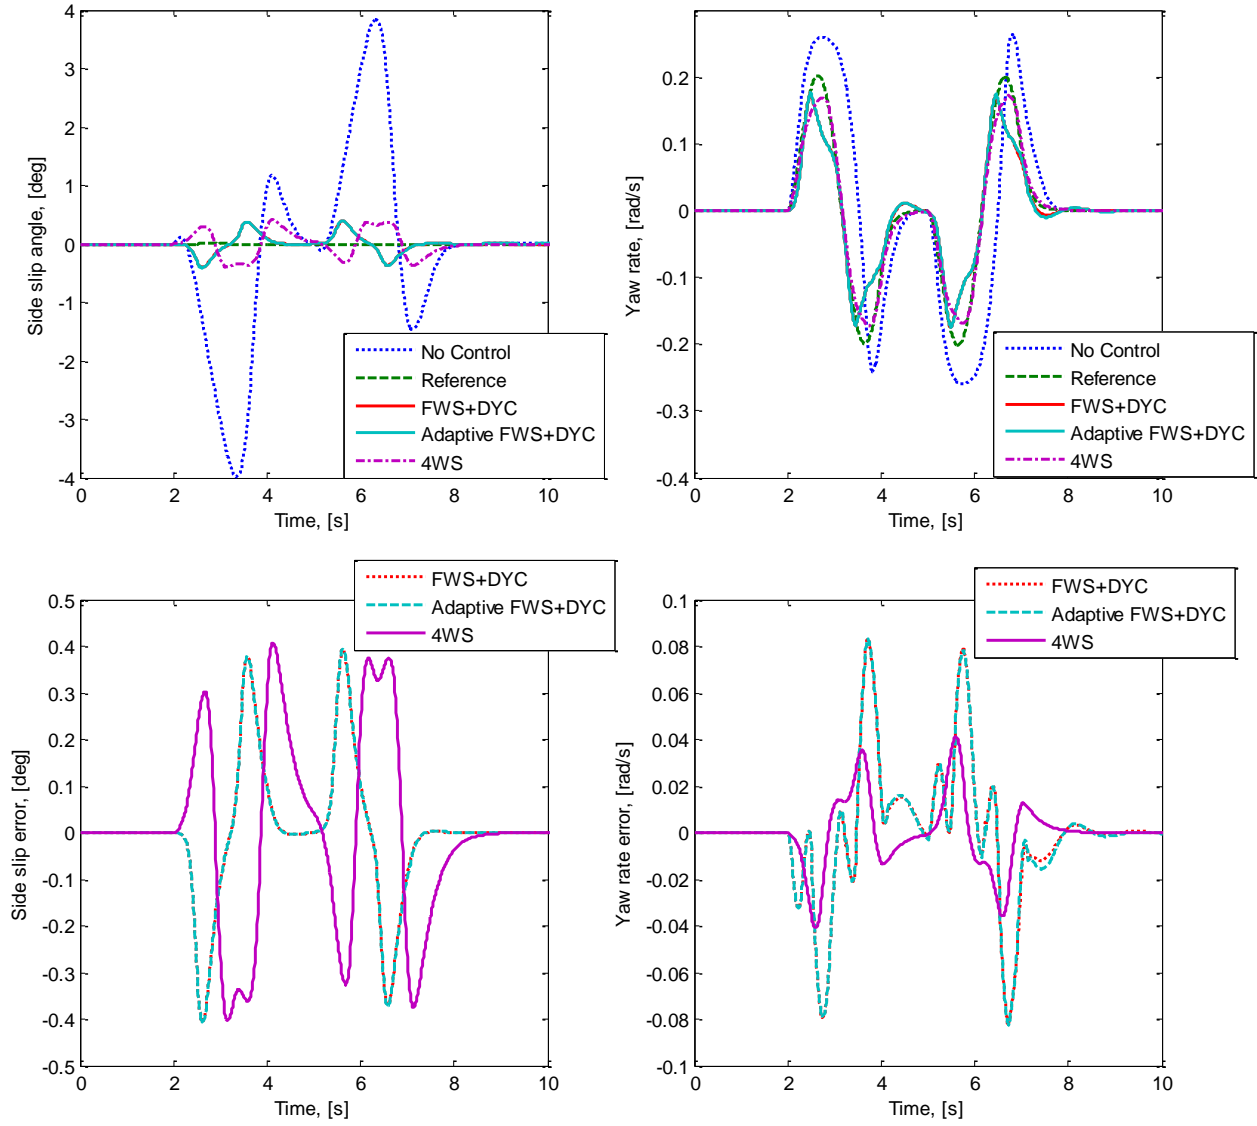 4
3
2
1
0
-1
-2
-3
-4
Side slip angle, [deg]
0 2 4 6 8 10
Time, [s]
No Control
Reference
FWS+DYC
Adaptive FWS+DYC
4WS
0.2
0.1
0
-0.1
-0.2
-0.3
-0.4
Yaw rate, [rad/s]
0 2 4 6 8 10
Time, [s]
No Control
Reference
FWS+DYC
Adaptive FWS+DYC
4WS
FWS+DYC
Adaptive FWS+DYC
4WS
0.5
0.4
0.3
0.2
0.1
0
-0.1
-0.2
-0.3
-0.4
-0.5
Side slip error, [deg]
0 2 4 6 8 10
Time, [s]
FWS+DYC
Adaptive FWS+DYC
4WS
0.1
0.08
0.06
0.04
0.02
0
-0.02
-0.04
-0.06
-0.08
-0.1
Yaw rate error, [rad/s]
0 2 4 6 8 10
Time, [s]